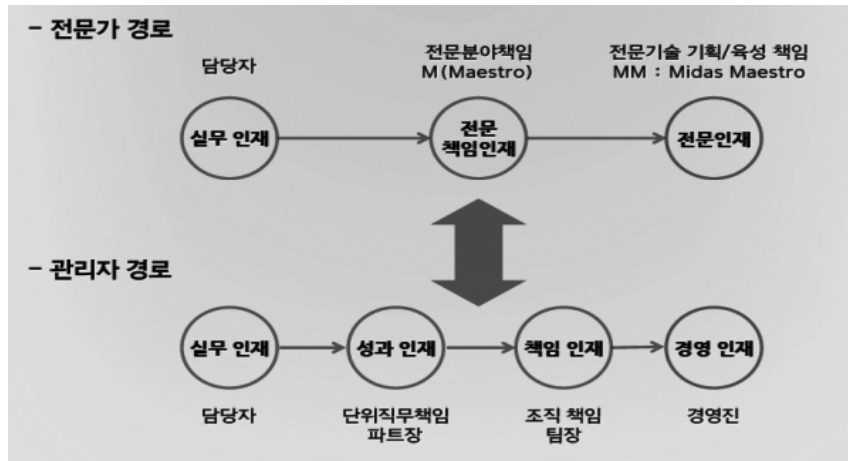 - 전문가 경로
담당자
전문분야책임
M(Maestro)
전문기술 기획/육성 책임
MM : Midas Maestro
실무 인재
전문
책임인재
전문인재
- 관리자 경로
실무 인재
성과 인재
책임 인재
경영 인재
담당자
단위직무책임
파트장
조직 책임
팀장
경영진